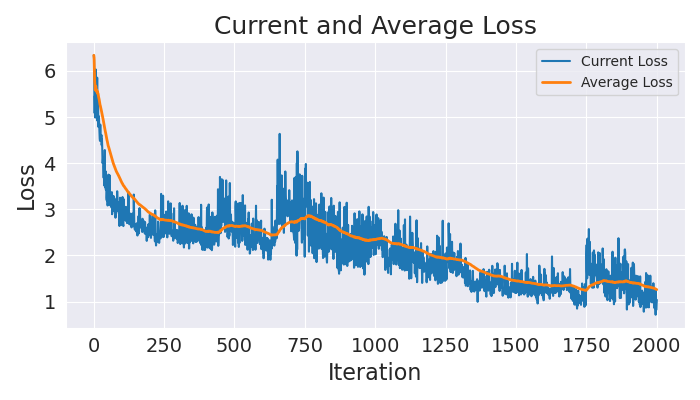 Current and Average Loss
Current Loss
Average Loss
Loss
6
5
4
3
2
1
0 250 500 750 1000 1250 1500 1750 2000
Iteration